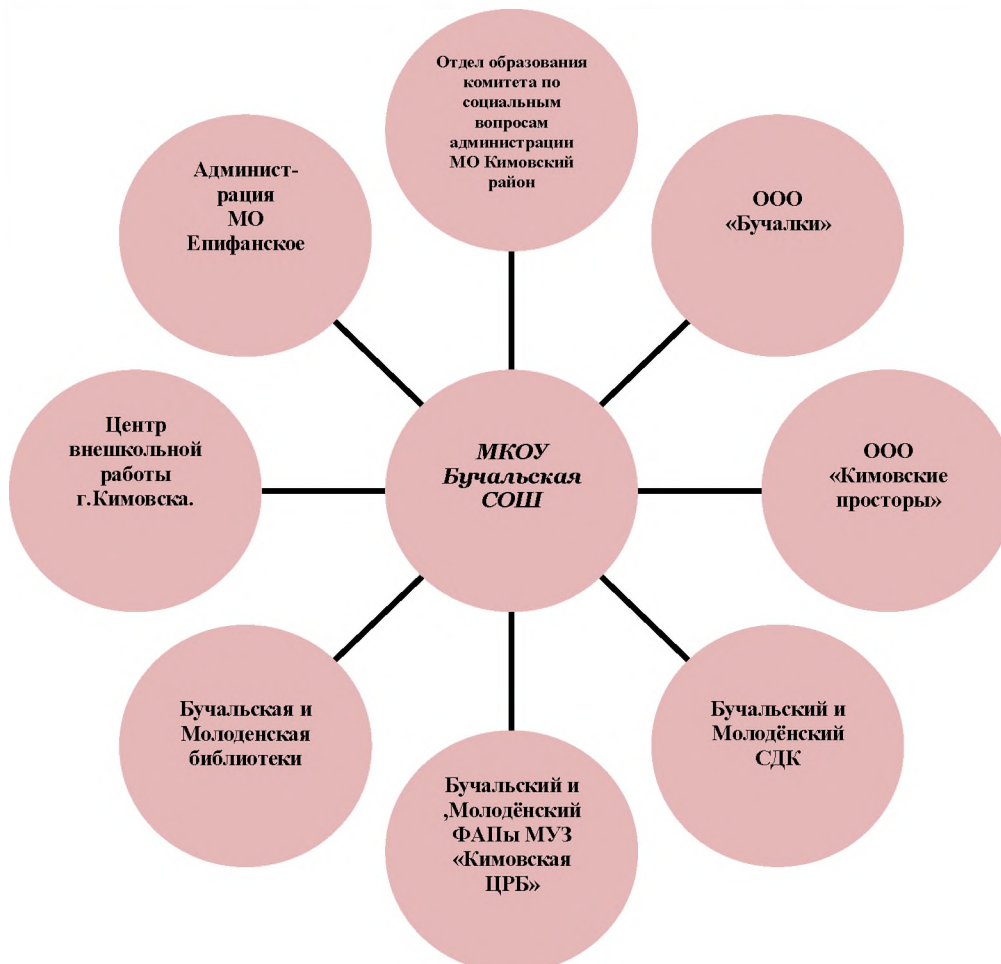 Отдел образования
комитета по
социальным
вопросам
администрации
МО Кимовский
район
Админист-
рация
МО
Епифанское
ООО
«Бучалки»
Центр
внешкольной
работы
г.Кимовска.
МКОУ
Бучальская
СОШ
ООО
«Кимовские
просторы»
Бучальская и
Молоденская
библиотеки
Бучальский и
,Молодёнский
ФАПы МУЗ
«Кимовская
ЦРБ»
Бучальский и
Молодёнский
СДК